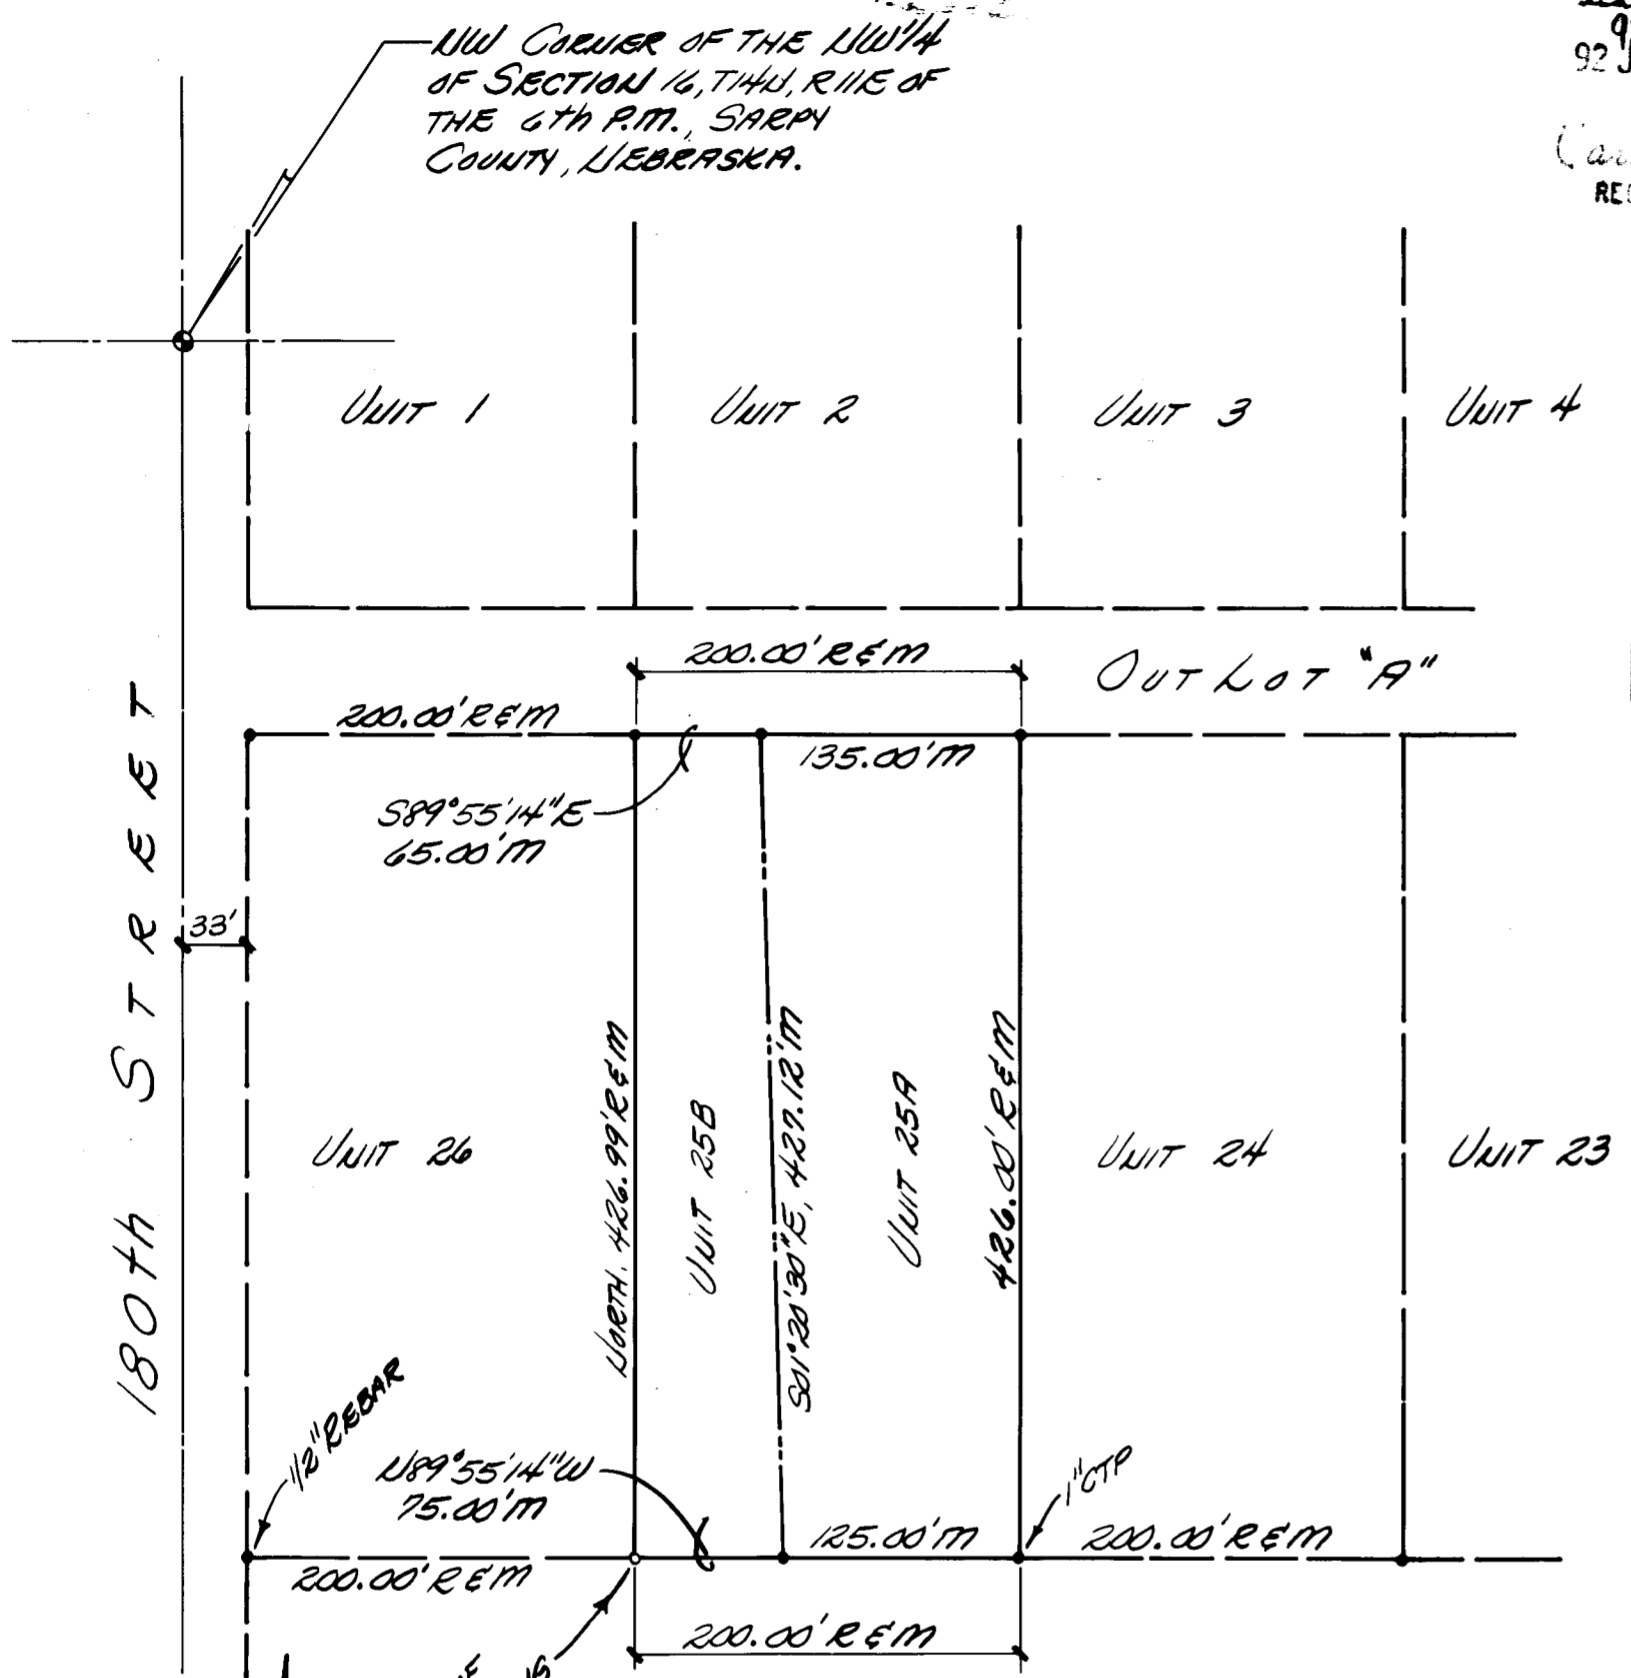 NW CORNER OF THE NW 1/4
OF SECTION 16, T14N, R11E OF
THE 6th P.M., SARPY
COUNTY, NEBRASKA.
92
RE
UNIT 1
UNIT 2
UNIT 3
UNIT 4
200.00' R&M
OUT LOT "A"
200.00' R&M
135.00' M
S89°55'14"E
65.00' M
33'
180th STREET
UNIT 26
NORTH, 426.99' R&M
UNIT 25B
S01°20'30"E, 427.12' M
UNIT 25A
426.00' R&M
UNIT 24
UNIT 23
1/2" REBAR
N89°55'14"W
75.00' M
1" CTP
125.00' M
200.00' R&M
200.00' R&M
200.00' R&M